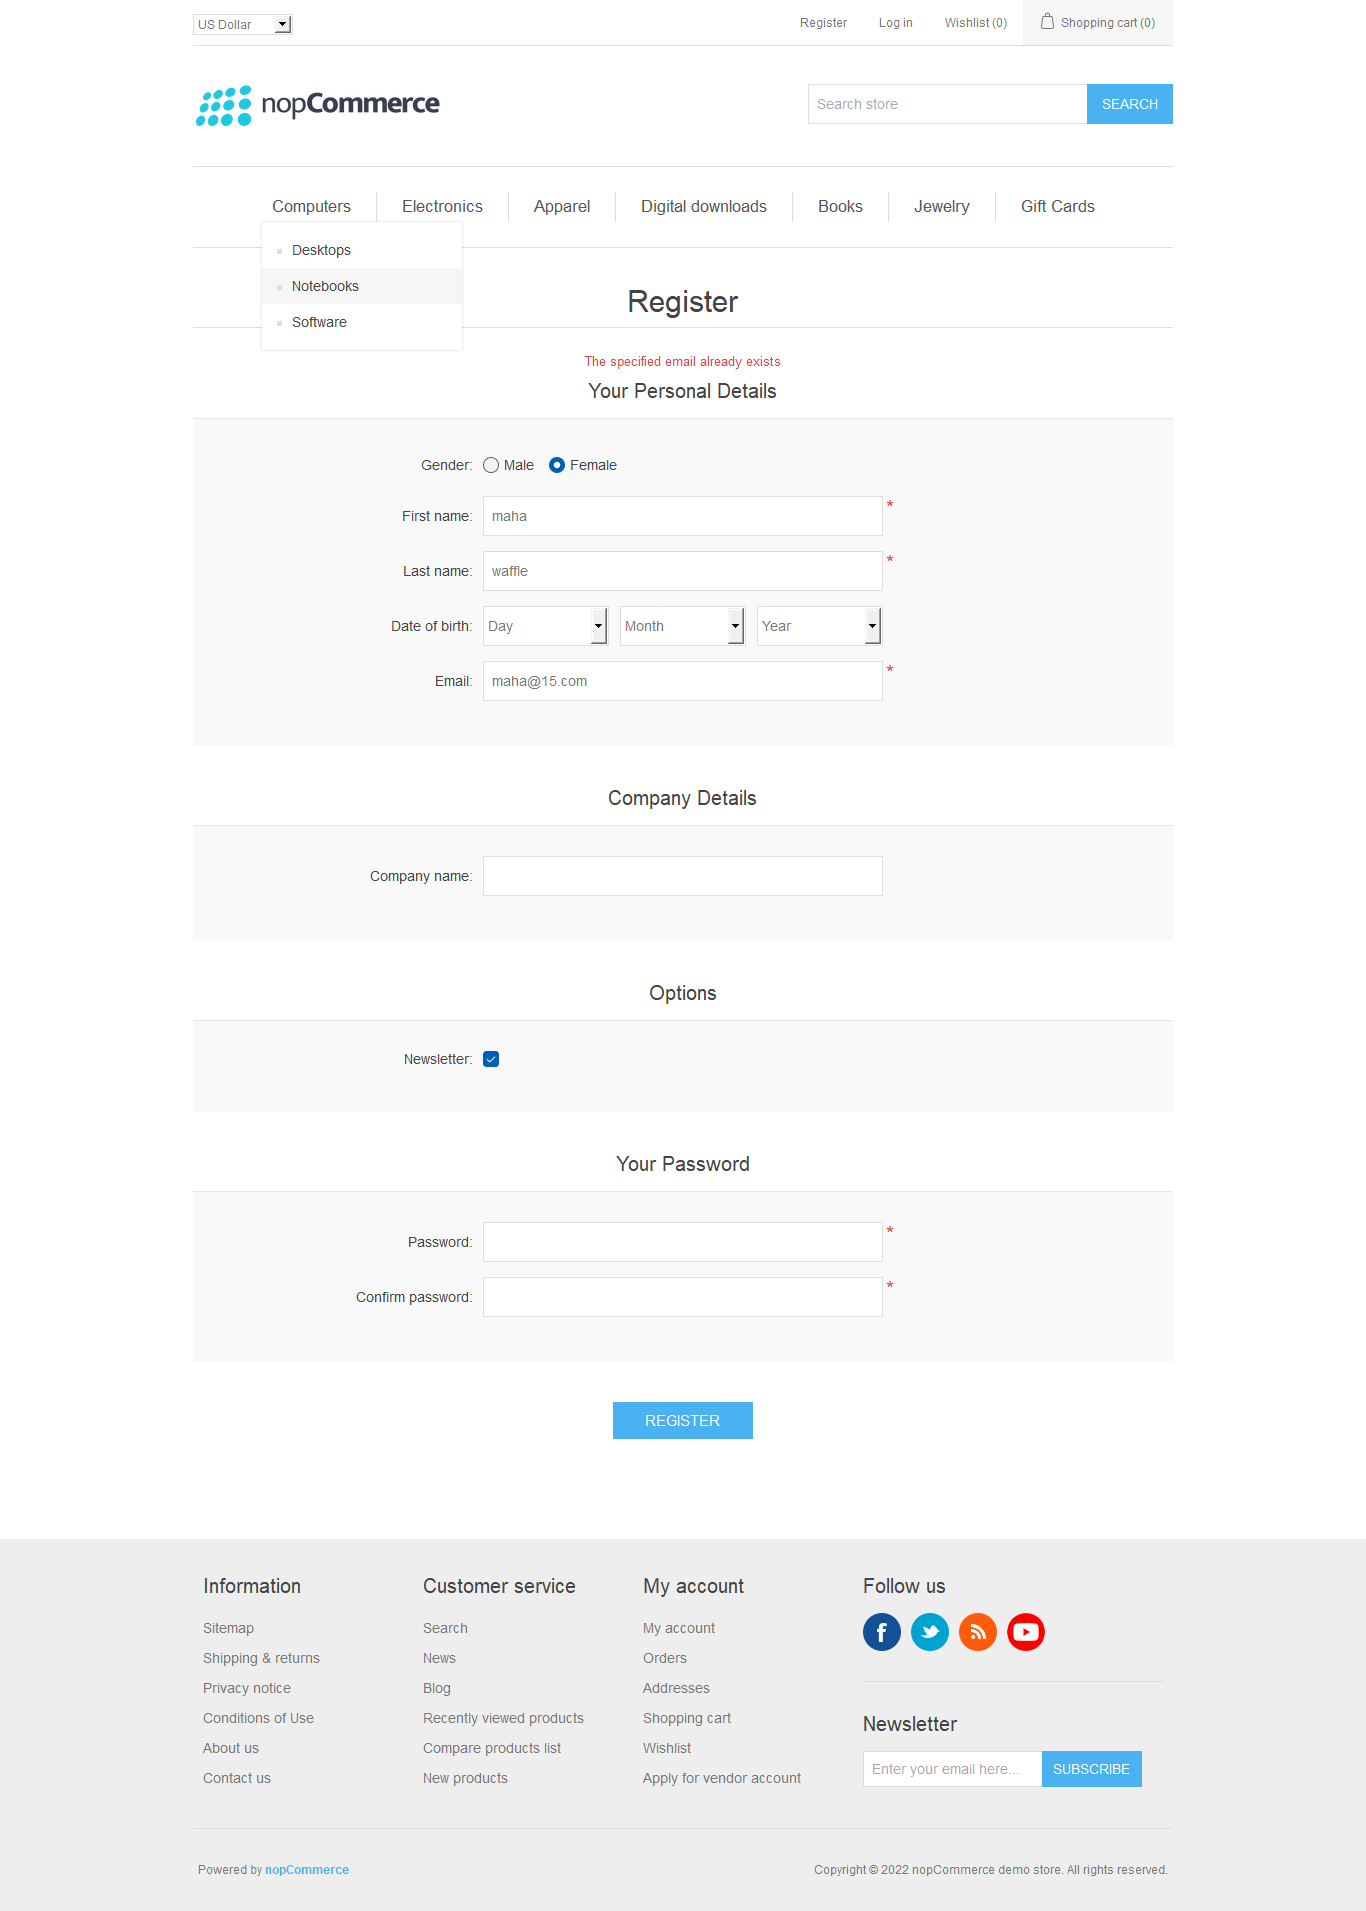 US Dollar
Register Log in Wishlist (0) Shopping cart (0)
nopCommerce
Search store SEARCH
Computers Electronics Apparel Digital downloads Books Jewelry Gift Cards
Desktops
Notebooks
Software
Register
The specified email already exists
Your Personal Details
Gender: Male Female
First name: maha *
Last name: waffle *
Date of birth: Day Month Year
Email: maha@15.com *
Company Details
Company name:
Options
Newsletter:
Your Password
Password: *
Confirm password: *
REGISTER
Information
Sitemap
Shipping & returns
Privacy notice
Conditions of Use
About us
Contact us
Customer service
Search
News
Blog
Recently viewed products
Compare products list
New products
My account
My account
Orders
Addresses
Shopping cart
Wishlist
Apply for vendor account
Follow us
Newsletter
Enter your email here... SUBSCRIBE
Powered by nopCommerce
Copyright © 2022 nopCommerce demo store. All rights reserved.